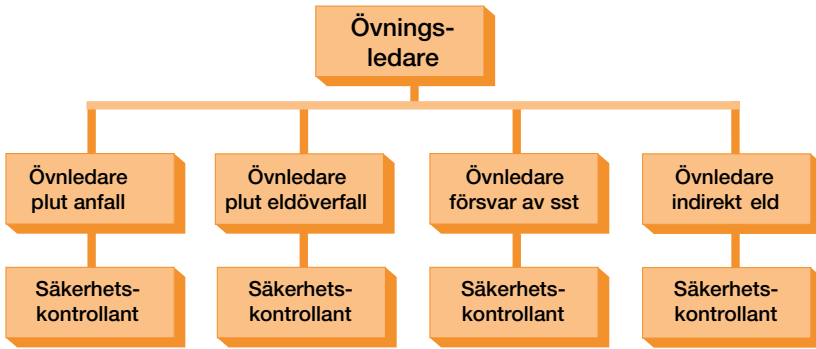 Övnings-
ledare
Övnledare
plut anfall
Övnledare
plut eldöverfall
Övnledare
försvar av sst
Övnledare
indirekt eld
Säkerhets-
kontrollant
Säkerhets-
kontrollant
Säkerhets-
kontrollant
Säkerhets-
kontrollant